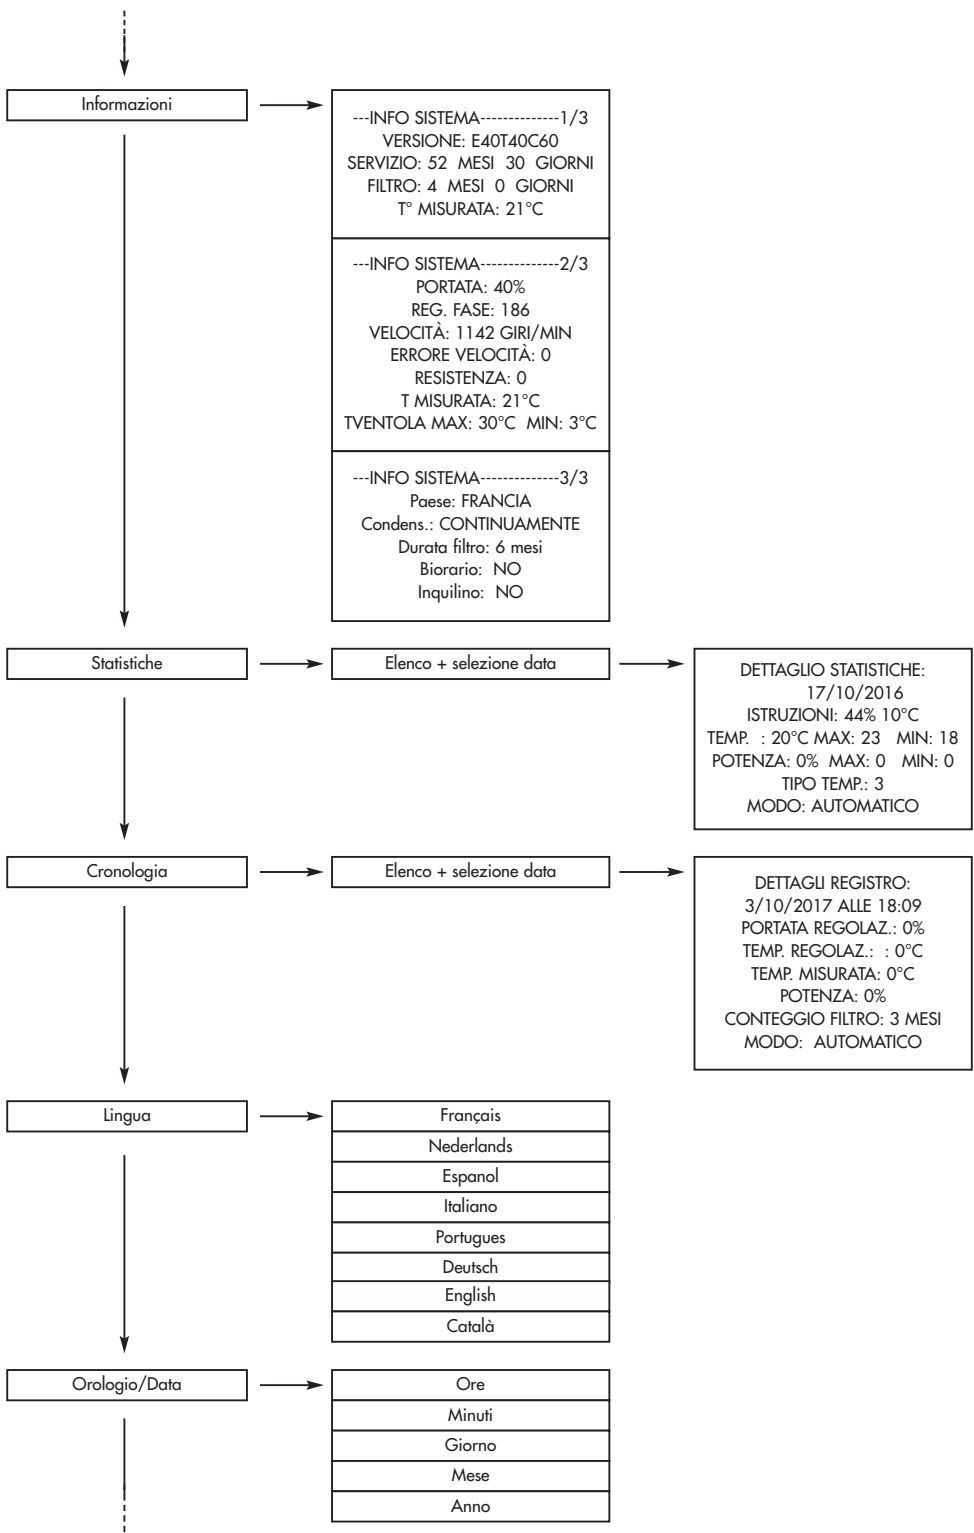 Informazioni
---INFO SISTEMA--------------1/3
VERSIONE: E40T40C60
SERVIZIO: 52 MESI 30 GIORNI
FILTRO: 4 MESI 0 GIORNI
T° MISURATA: 21°C
---INFO SISTEMA--------------2/3
PORTATA: 40%
REG. FASE: 186
VELOCITÀ: 1142 GIRI/MIN
ERRORE VELOCITÀ: 0
RESISTENZA: 0
T MISURATA: 21°C
TVENTOLA MAX: 30°C MIN: 3°C
---INFO SISTEMA--------------3/3
Paese: FRANCIA
Condens.: CONTINUAMENTE
Durata filtro: 6 mesi
Biorario: NO
Inquilino: NO
Statistiche
Elenco + selezione data
DETTAGLIO STATISTICHE:
17/10/2016
ISTRUZIONI: 44% 10°C
TEMP. : 20°C MAX: 23 MIN: 18
POTENZA: 0% MAX: 0 MIN: 0
TIPO TEMP.: 3
MODO: AUTOMATICO
Cronologia
Elenco + selezione data
DETTAGLI REGISTRO:
3/10/2017 ALLE 18:09
PORTATA REGOLAZ.: 0%
TEMP. REGOLAZ.: : 0°C
TEMP. MISURATA: 0°C
POTENZA: 0%
CONTEGGIO FILTRO: 3 MESI
MODO: AUTOMATICO
Lingua
Français
Nederlands
Espanol
Italiano
Portugues
Deutsch
English
Català
Orologio/Data
Ore
Minuti
Giorno
Mese
Anno